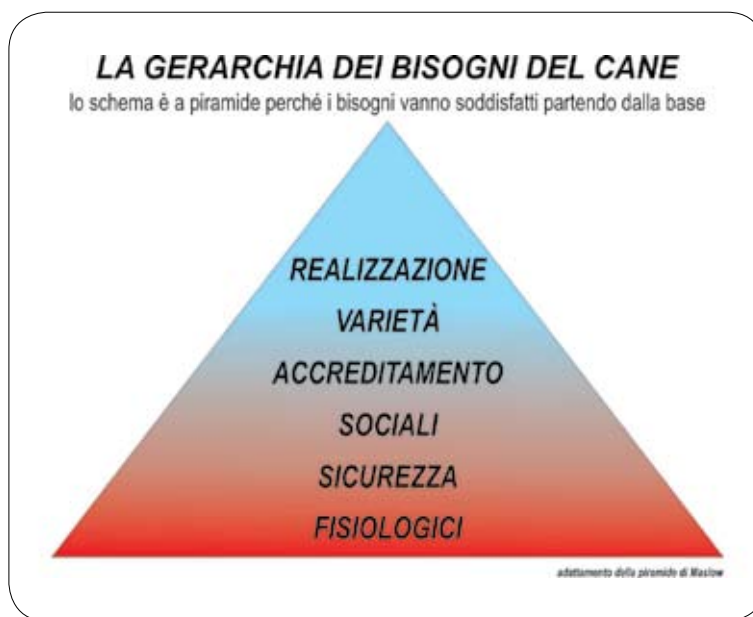 LA GERARCHIA DEI BISOGNI DEL CANE
lo schema è a piramide perché i bisogni vanno soddisfatti partendo dalla base
REALIZZAZIONE
VARIETÀ
ACCREDITAMENTO
SOCIALI
SICUREZZA
FISIOLOGICI
adattamento della piramide di Maslow